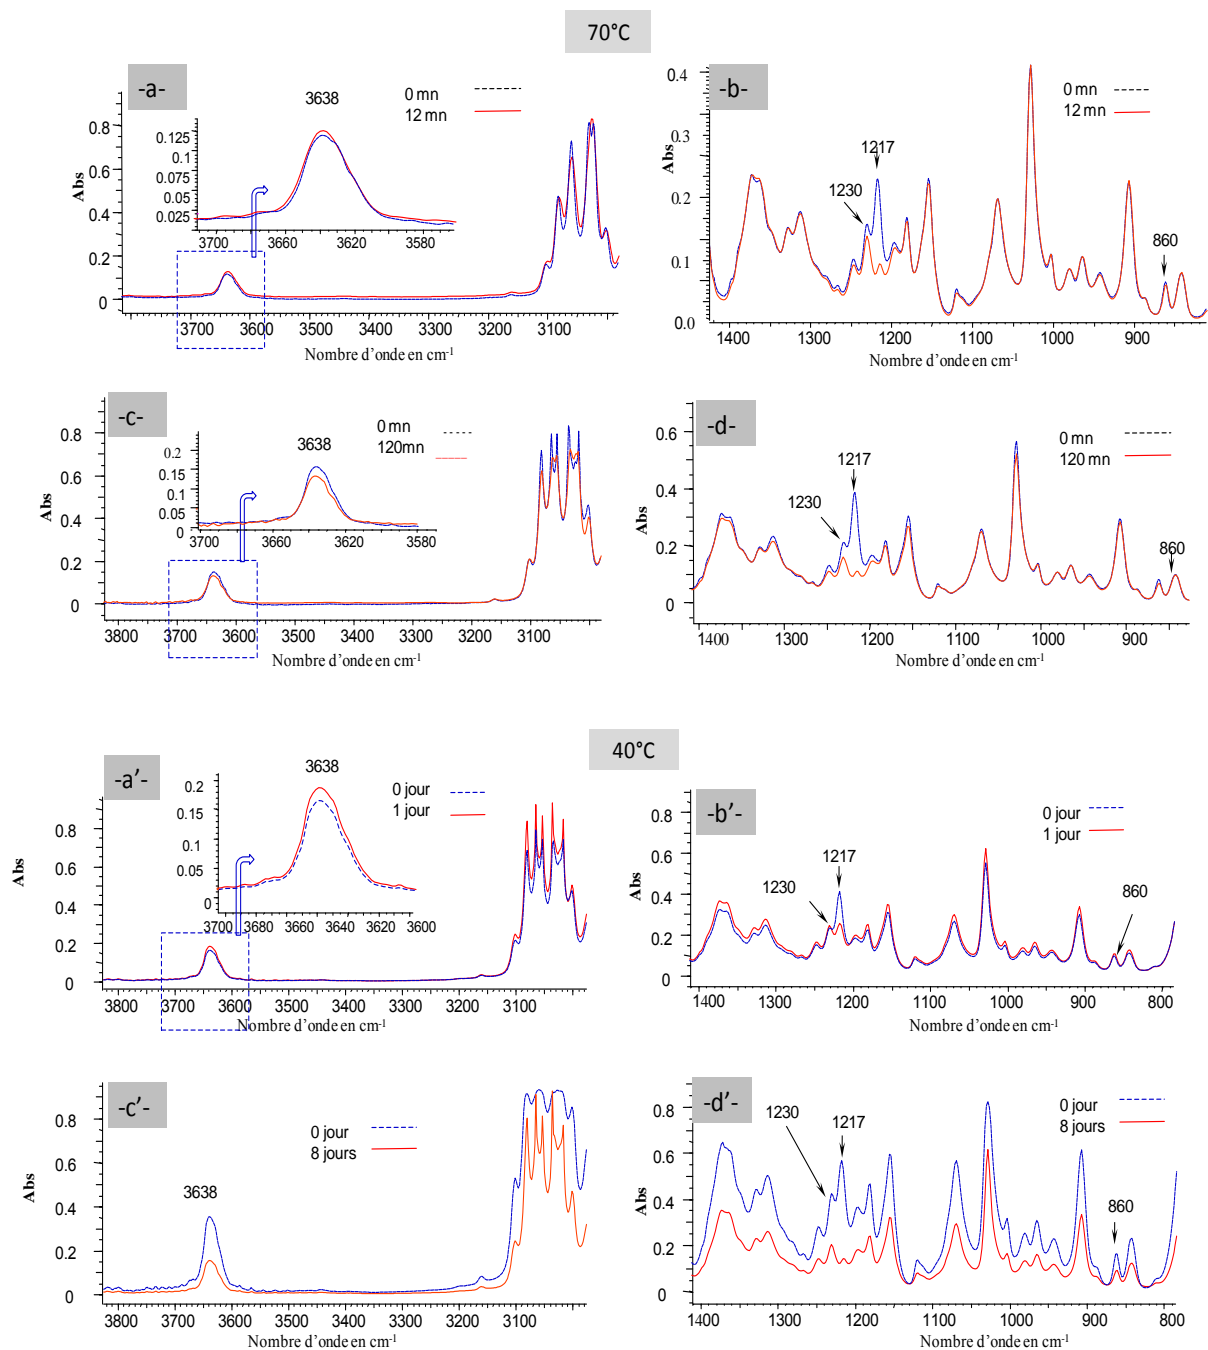 70°C
-a-
3638
0 mn
12 mn
0.125
0.1
0.075
0.05
0.025
3700 3660 3620 3580
0.8
0.6
0.4
0.2
0
Abs
3700 3600 3500 3400 3300 3200 3100
Nombre d'onde en cm-1
-b-
0 mn
12 mn
1217
1230
860
0.4
0.3
0.2
0.1
0.0
Abs
1400 1300 1200 1100 1000 900
Nombre d'onde en cm-1
-c-
3638
0 mn
120mn
0.2
0.15
0.1
0.05
0
3700 3660 3620 3580
0.8
0.6
0.4
0.2
0
Abs
3800 3700 3600 3500 3400 3300 3200 3100
Nombre d'onde en cm-1
-d-
0 mn
120 mn
1217
1230
860
0.6
0.4
0.2
0
Abs
1400 1300 1200 1100 1000 900
Nombre d'onde en cm-1
40°C
-a'-
3638
0 jour
1 jour
0.2
0.15
0.1
0.05
0
3700 3680 3660 3640 3620 3600
0.8
0.6
0.4
0.2
0
Abs
3800 3700 3600 3500 3400 3300 3200 3100
Nombre d'onde en cm-1
-b'-
0 jour
1 jour
1217
1230
860
0.8
0.6
0.4
0.2
0
Abs
1400 1300 1200 1100 1000 900 800
Nombre d'onde en cm-1
-c'-
0 jour
8 jours
3638
0.8
0.6
0.4
0.2
0
Abs
3800 3700 3600 3500 3400 3300 3200 3100
Nombre d'onde en cm-1
-d'-
0 jour
8 jours
1230
1217
860
0.8
0.6
0.4
0.2
0
Abs
1400 1300 1200 1100 1000 900 800
Nombre d'onde en cm-1